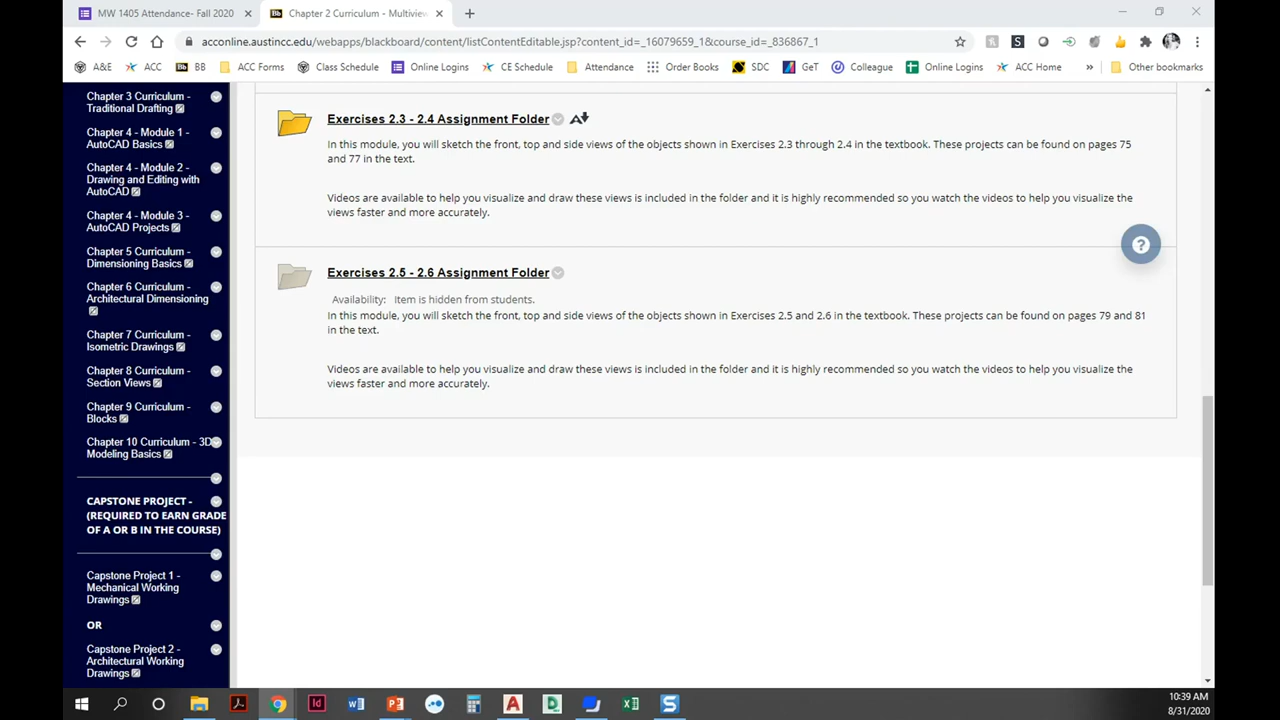 MW 1405 Attendance- Fall 2020
Chapter 2 Curriculum - Multiview
acconline.austincc.edu/webapps/blackboard/content/listContentEditable.jsp?content_id=_16079659_1&course_id=_836867_1
A&E ACC BB ACC Forms Class Schedule Online Logins CE Schedule Attendance Order Books SDC GeT Colleague Online Logins ACC Home » Other bookmarks
Chapter 3 Curriculum -
Traditional Drafting
Chapter 4 - Module 1 -
AutoCAD Basics
Chapter 4 - Module 2 -
Drawing and Editing with
AutoCAD
Chapter 4 - Module 3 -
AutoCAD Projects
Chapter 5 Curriculum -
Dimensioning Basics
Chapter 6 Curriculum -
Architectural Dimensioning
Chapter 7 Curriculum -
Isometric Drawings
Chapter 8 Curriculum -
Section Views
Chapter 9 Curriculum -
Blocks
Chapter 10 Curriculum - 3D
Modeling Basics
CAPSTONE PROJECT -
(REQUIRED TO EARN GRADE
OF A OR B IN THE COURSE)
Capstone Project 1 -
Mechanical Working
Drawings
OR
Capstone Project 2 -
Architectural Working
Drawings
Exercises 2.3 - 2.4 Assignment Folder
In this module, you will sketch the front, top and side views of the objects shown in Exercises 2.3 through 2.4 in the textbook. These projects can be found on pages 75
and 77 in the text.
Videos are available to help you visualize and draw these views is included in the folder and it is highly recommended so you watch the videos to help you visualize the
views faster and more accurately.
Exercises 2.5 - 2.6 Assignment Folder
Availability: Item is hidden from students.
In this module, you will sketch the front, top and side views of the objects shown in Exercises 2.5 and 2.6 in the textbook. These projects can be found on pages 79 and 81
in the text.
Videos are available to help you visualize and draw these views is included in the folder and it is highly recommended so you watch the videos to help you visualize the
views faster and more accurately.
?
10:39 AM
8/31/2020